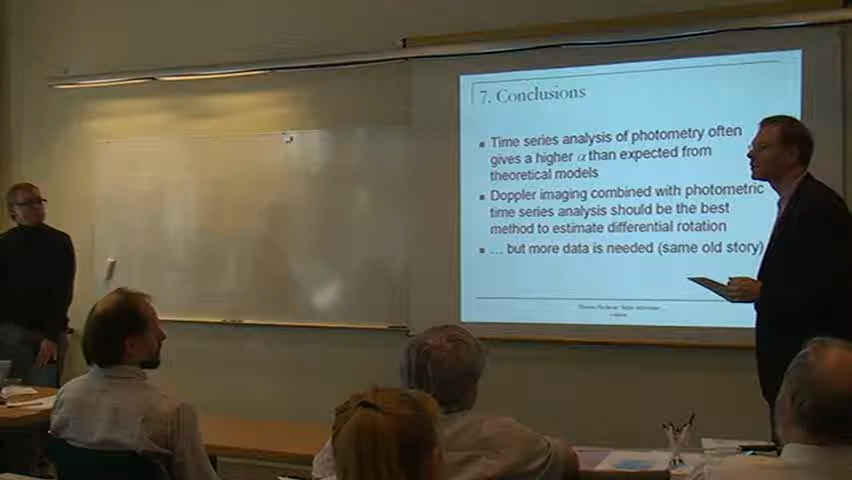 7. Conclusions
Time series analysis of photometry often
gives a higher α than expected from
theoretical models
Doppler imaging combined with photometric
time series analysis should be the best
method to estimate differential rotation
... but more data is needed (same old story)